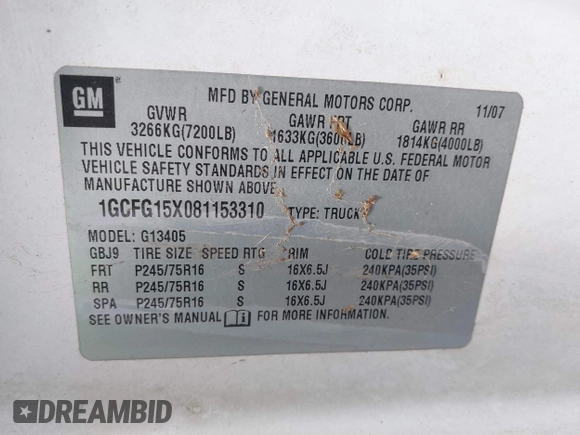 GM
MFD BY GENERAL MOTORS CORP. 11/07
GVWR GAWR FRT GAWR RR
3266KG(7200LB) 1633KG(3600LB) 1814KG(4000LB)
THIS VEHICLE CONFORMS TO ALL APPLICABLE U.S. FEDERAL MOTOR
VEHICLE SAFETY STANDARDS IN EFFECT ON THE DATE OF
MANUFACTURE SHOWN ABOVE.
1GCFG15X081153310 TYPE: TRUCK
MODEL: G13405
GBJ9 TIRE SIZE SPEED RTG RIM COLD TIRE PRESSURE
FRT P245/75R16 S 16X6.5J 240KPA(35PSI)
RR P245/75R16 S 16X6.5J 240KPA(35PSI)
SPA P245/75R16 S 16X6.5J 240KPA(35PSI)
SEE OWNER'S MANUAL FOR MORE INFORMATION.
DREAMBID